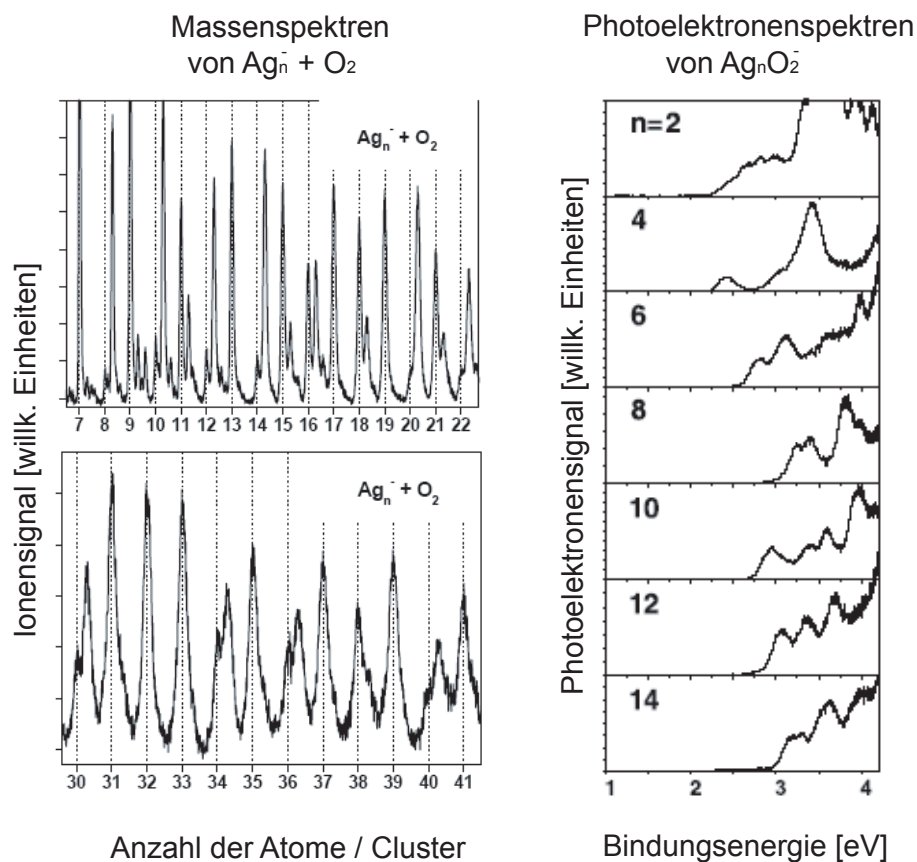 Massenspektren
von Agn- + O2
Photoelektronenspektren
von AgnO2-
Ionensignal [willk. Einheiten]
Agn- + O2
7 8 9 10 11 12 13 14 15 16 17 18 19 20 21 22
Agn- + O2
30 31 32 33 34 35 36 37 38 39 40 41
Anzahl der Atome / Cluster
Photoelektronensignal [willk. Einheiten]
n=2
4
6
8
10
12
14
1 2 3 4
Bindungsenergie [eV]